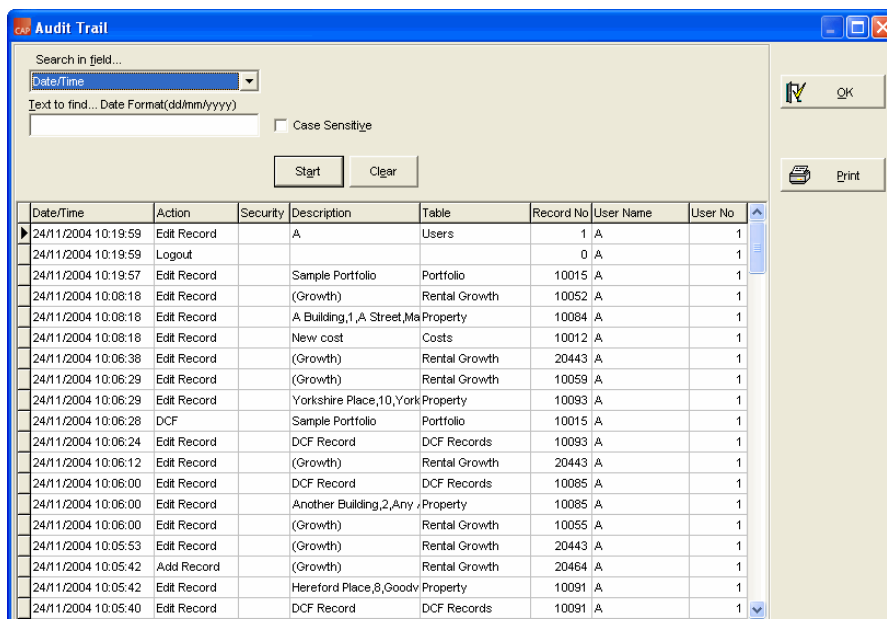 CAP Audit Trail
Search in field...
Date/Time
Text to find... Date Format(dd/mm/yyyy)
Case Sensitive
Start Clear
OK
Print
Date/Time Action Security Description Table Record No User Name User No
24/11/2004 10:19:59 Edit Record A Users 1 A 1
24/11/2004 10:19:59 Logout 0 A 1
24/11/2004 10:19:57 Edit Record Sample Portfolio Portfolio 10015 A 1
24/11/2004 10:08:18 Edit Record (Growth) Rental Growth 10052 A 1
24/11/2004 10:08:18 Edit Record A Building,1,A Street,Ma Property 10084 A 1
24/11/2004 10:08:18 Edit Record New cost Costs 10012 A 1
24/11/2004 10:06:38 Edit Record (Growth) Rental Growth 20443 A 1
24/11/2004 10:06:29 Edit Record (Growth) Rental Growth 10059 A 1
24/11/2004 10:06:29 Edit Record Yorkshire Place,10,York Property 10093 A 1
24/11/2004 10:06:28 DCF Sample Portfolio Portfolio 10015 A 1
24/11/2004 10:06:24 Edit Record DCF Record DCF Records 10093 A 1
24/11/2004 10:06:12 Edit Record (Growth) Rental Growth 20443 A 1
24/11/2004 10:06:00 Edit Record DCF Record DCF Records 10085 A 1
24/11/2004 10:06:00 Edit Record Another Building,2,Any Property 10085 A 1
24/11/2004 10:06:00 Edit Record (Growth) Rental Growth 10055 A 1
24/11/2004 10:05:53 Edit Record (Growth) Rental Growth 20443 A 1
24/11/2004 10:05:42 Add Record (Growth) Rental Growth 20464 A 1
24/11/2004 10:05:42 Edit Record Hereford Place,8,Goodv Property 10091 A 1
24/11/2004 10:05:40 Edit Record DCF Record DCF Records 10091 A 1